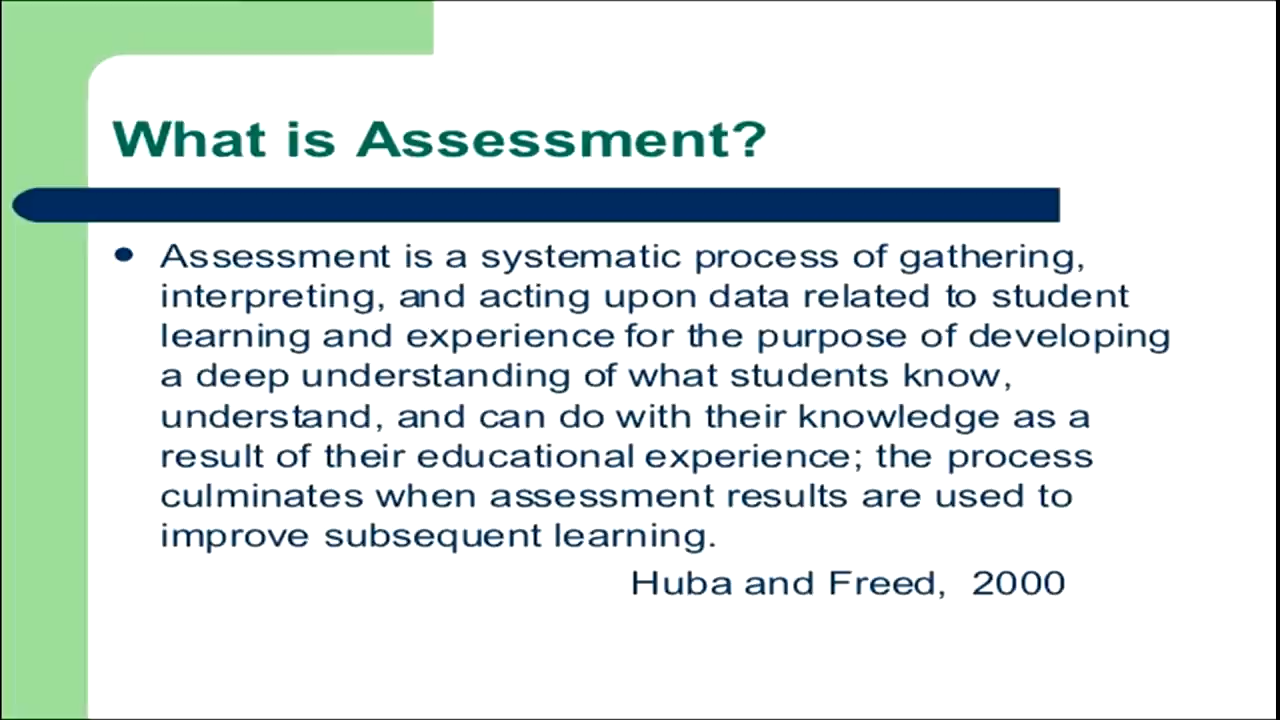 What is Assessment?
• Assessment is a systematic process of gathering,
interpreting, and acting upon data related to student
learning and experience for the purpose of developing
a deep understanding of what students know,
understand, and can do with their knowledge as a
result of their educational experience; the process
culminates when assessment results are used to
improve subsequent learning.
Huba and Freed, 2000